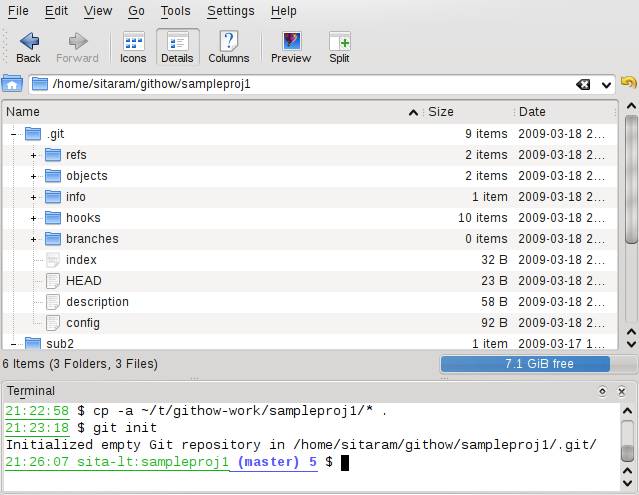 File Edit View Go Tools Settings Help
Back Forward Icons Details Columns Preview Split
/home/sitaram/githow/sampleproj1
Name Size Date
.git 9 items 2009-03-18 2...
refs 2 items 2009-03-18 2...
objects 2 items 2009-03-18 2...
info 1 item 2009-03-18 2...
hooks 10 items 2009-03-18 2...
branches 0 items 2009-03-18 2...
index 32 B 2009-03-18 2...
HEAD 23 B 2009-03-18 2...
description 58 B 2009-03-18 2...
config 92 B 2009-03-18 2...
sub2 1 item 2009-03-17 1...
6 Items (3 Folders, 3 Files) 7.1 GiB free
Terminal
21:22:58 $ cp -a ~/t/githow-work/sampleproj1/* .
21:23:18 $ git init
Initialized empty Git repository in /home/sitaram/githow/sampleproj1/.git/
21:26:07 sita-lt:sampleproj1 (master) 5 $